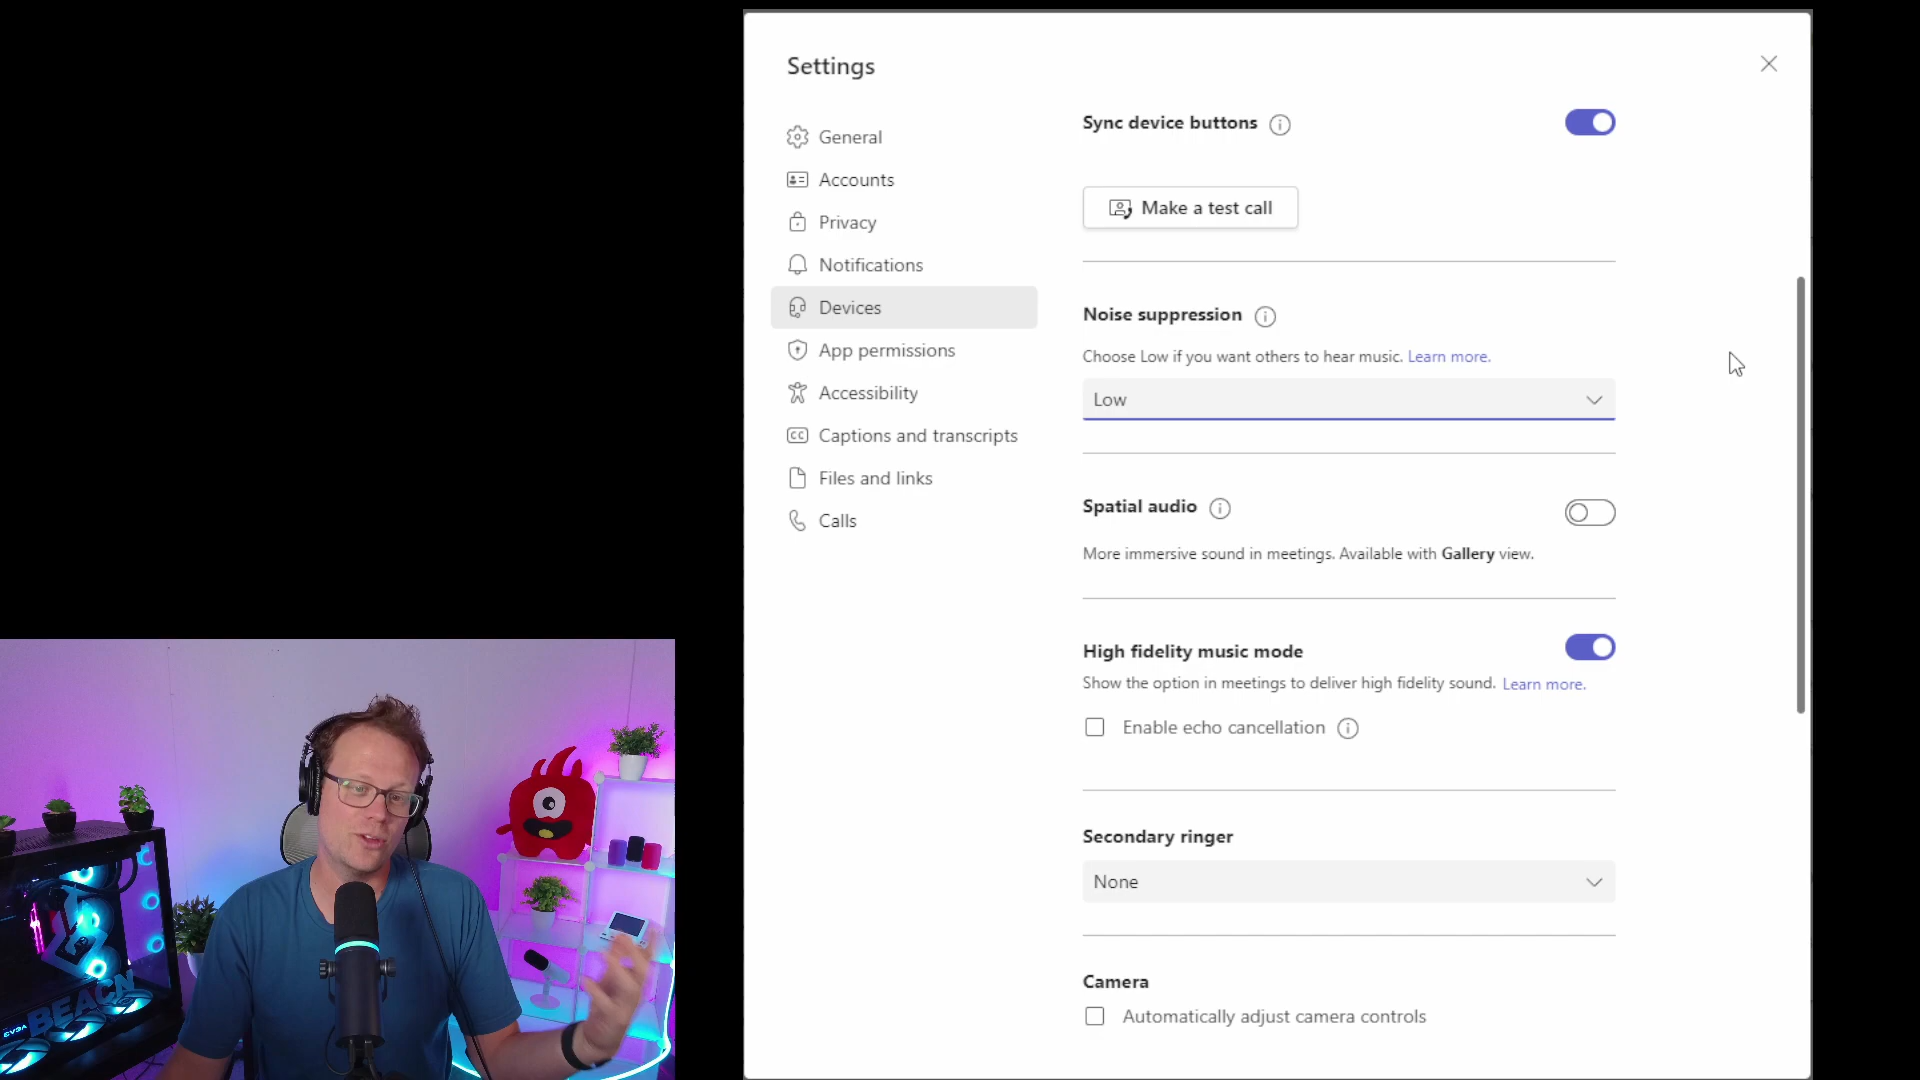 Settings
General
Accounts
Privacy
Notifications
Devices
App permissions
Accessibility
Captions and transcripts
Files and links
Calls
Sync device buttons
Make a test call
Noise suppression
Choose Low if you want others to hear music. Learn more.
Low
Spatial audio
More immersive sound in meetings. Available with Gallery view.
High fidelity music mode
Show the option in meetings to deliver high fidelity sound. Learn more.
Enable echo cancellation
Secondary ringer
None
Camera
Automatically adjust camera controls
EVGA
BEACN